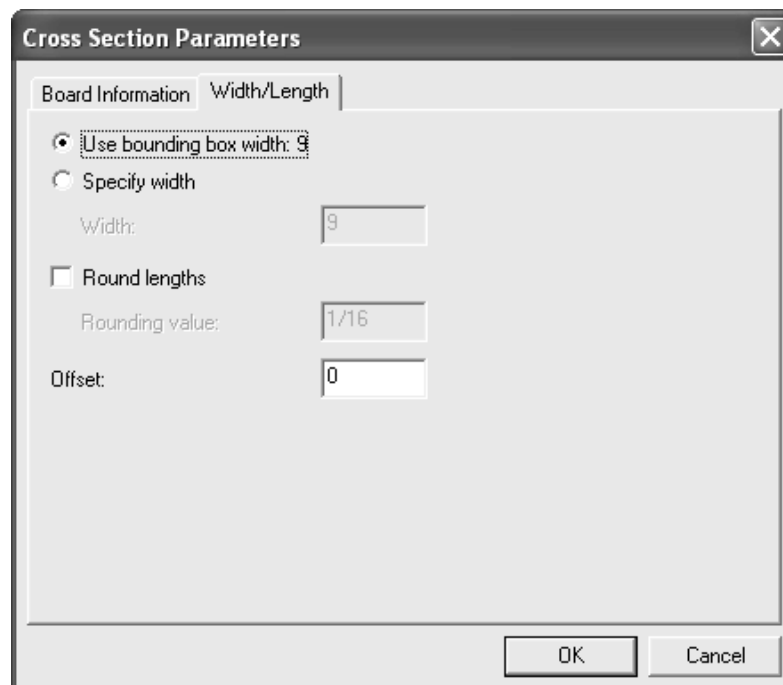 Cross Section Parameters
Board Information Width/Length
Use bounding box width: 9
Specify width
Width: 9
Round lengths
Rounding value: 1/16
Offset: 0
OK Cancel